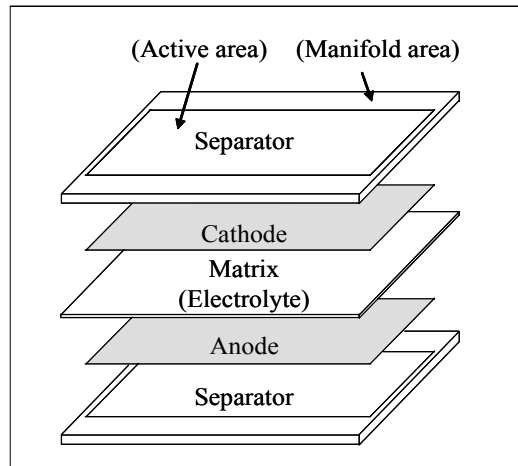 (Active area) (Manifold area)
Separator
Cathode
Matrix
(Electrolyte)
Anode
Separator